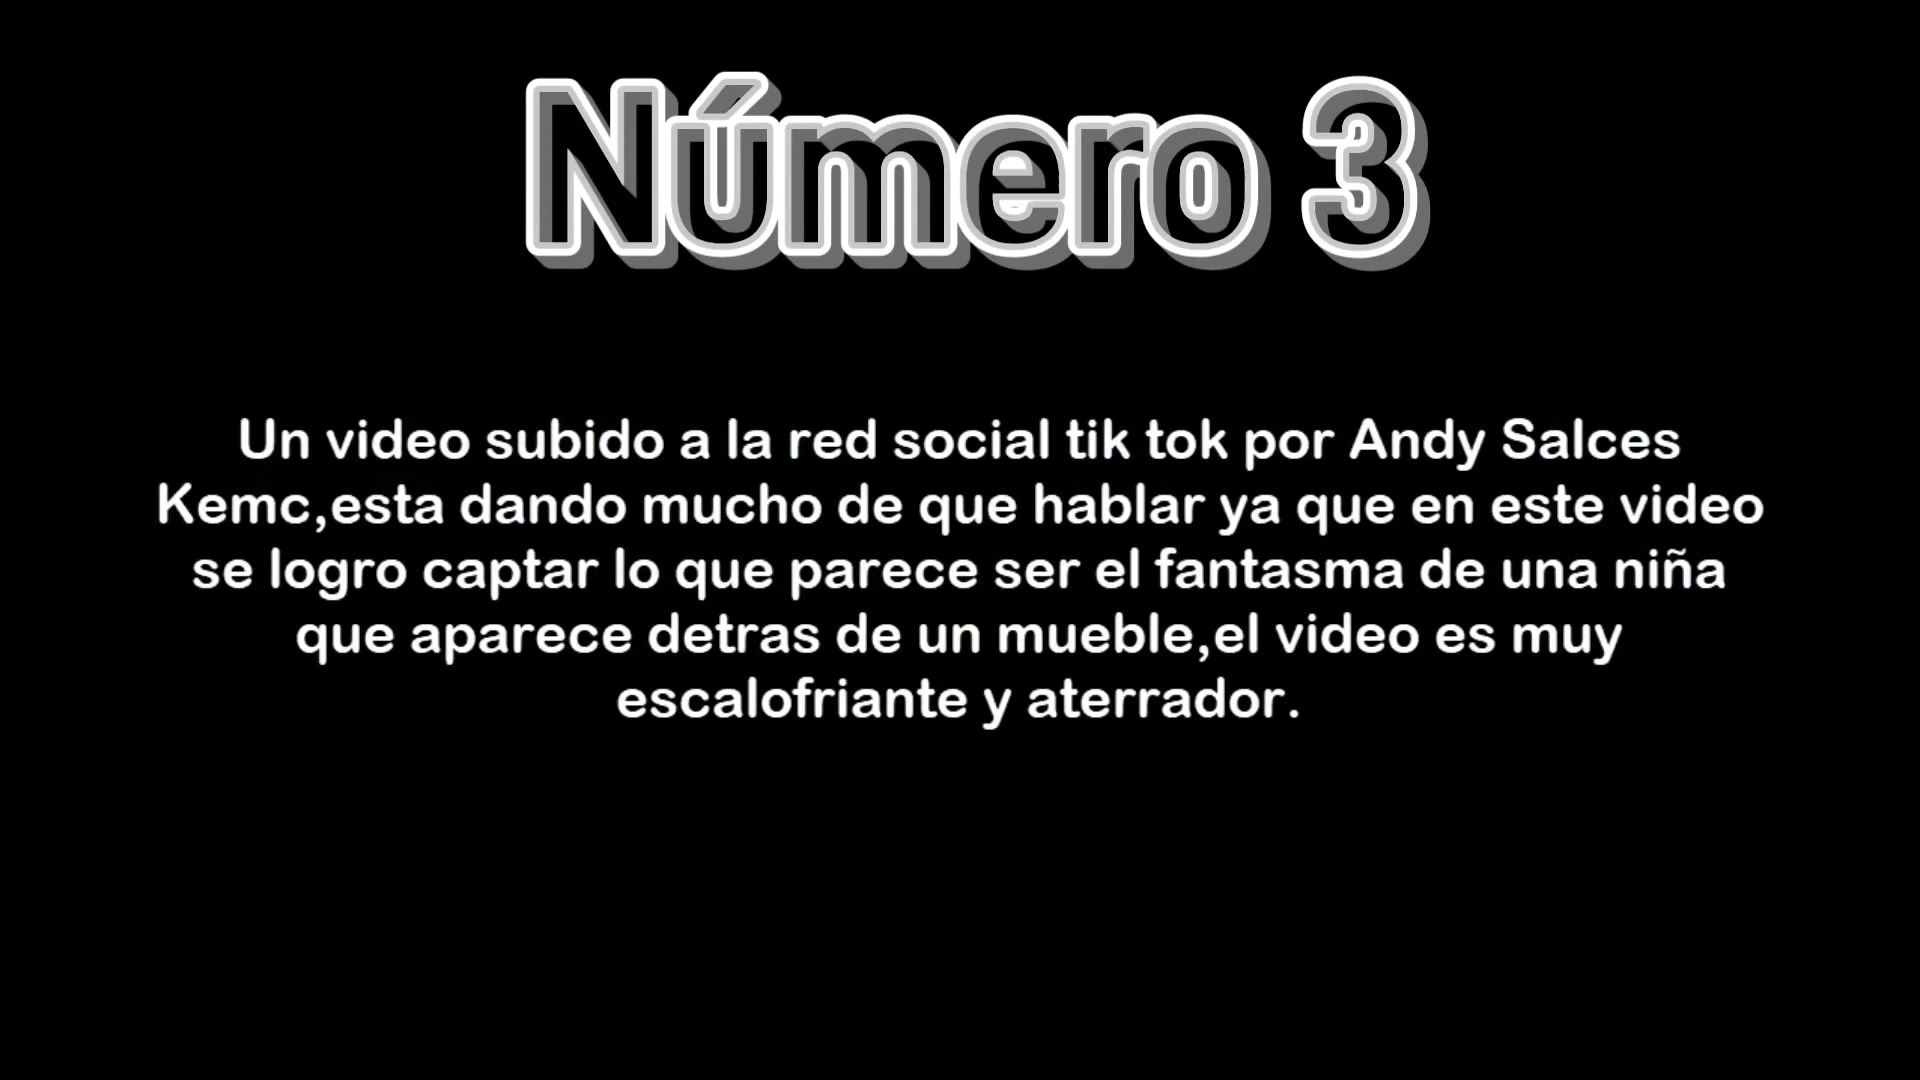 Número 3
Un video subido a la red social tik tok por Andy Salces
Kemc,esta dando mucho de que hablar ya que en este video
se logro captar lo que parece ser el fantasma de una niña
que aparece detras de un mueble,el video es muy
escalofriante y aterrador.